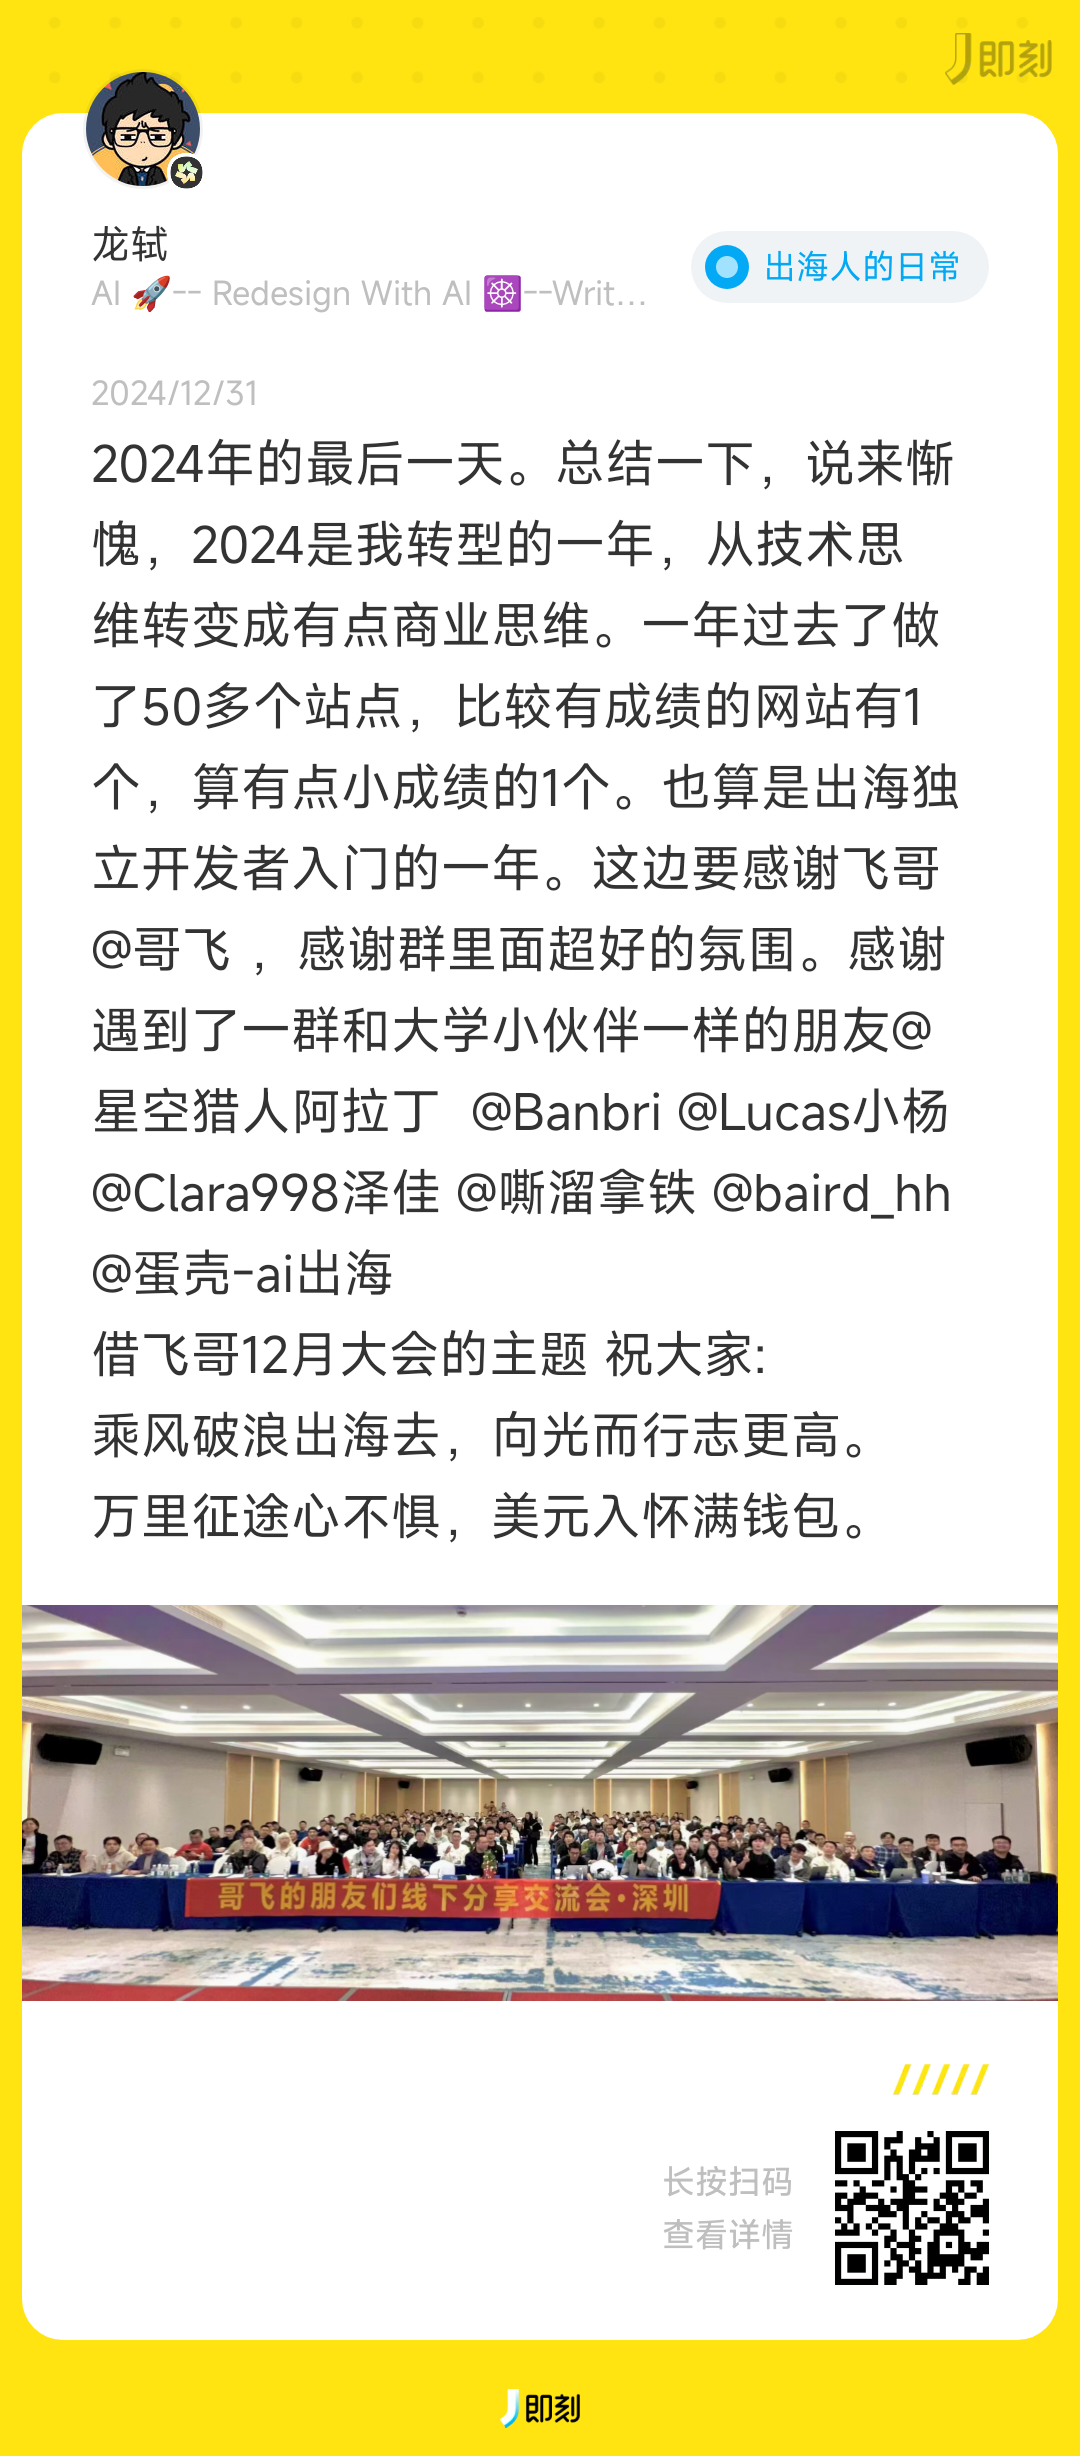 即刻
龙轼
AI 🚀-- Redesign With AI ☸️--Writ...
出海人的日常
2024/12/31
2024年的最后一天。总结一下，说来惭
愧，2024是我转型的一年，从技术思
维转变成有点商业思维。一年过去了做
了50多个站点，比较有成绩的网站有1
个，算有点小成绩的1个。也算是出海独
立开发者入门的一年。这边要感谢飞哥
@哥飞 ，感谢群里面超好的氛围。感谢
遇到了一群和大学小伙伴一样的朋友@
星空猎人阿拉丁  @Banbri @Lucas小杨
@Clara998泽佳 @嘶溜拿铁 @baird_hh
@蛋壳-ai出海
借飞哥12月大会的主题 祝大家:
乘风破浪出海去，向光而行志更高。
万里征途心不惧，美元入怀满钱包。
哥飞的朋友们线下分享交流会·深圳
长按扫码
查看详情
即刻